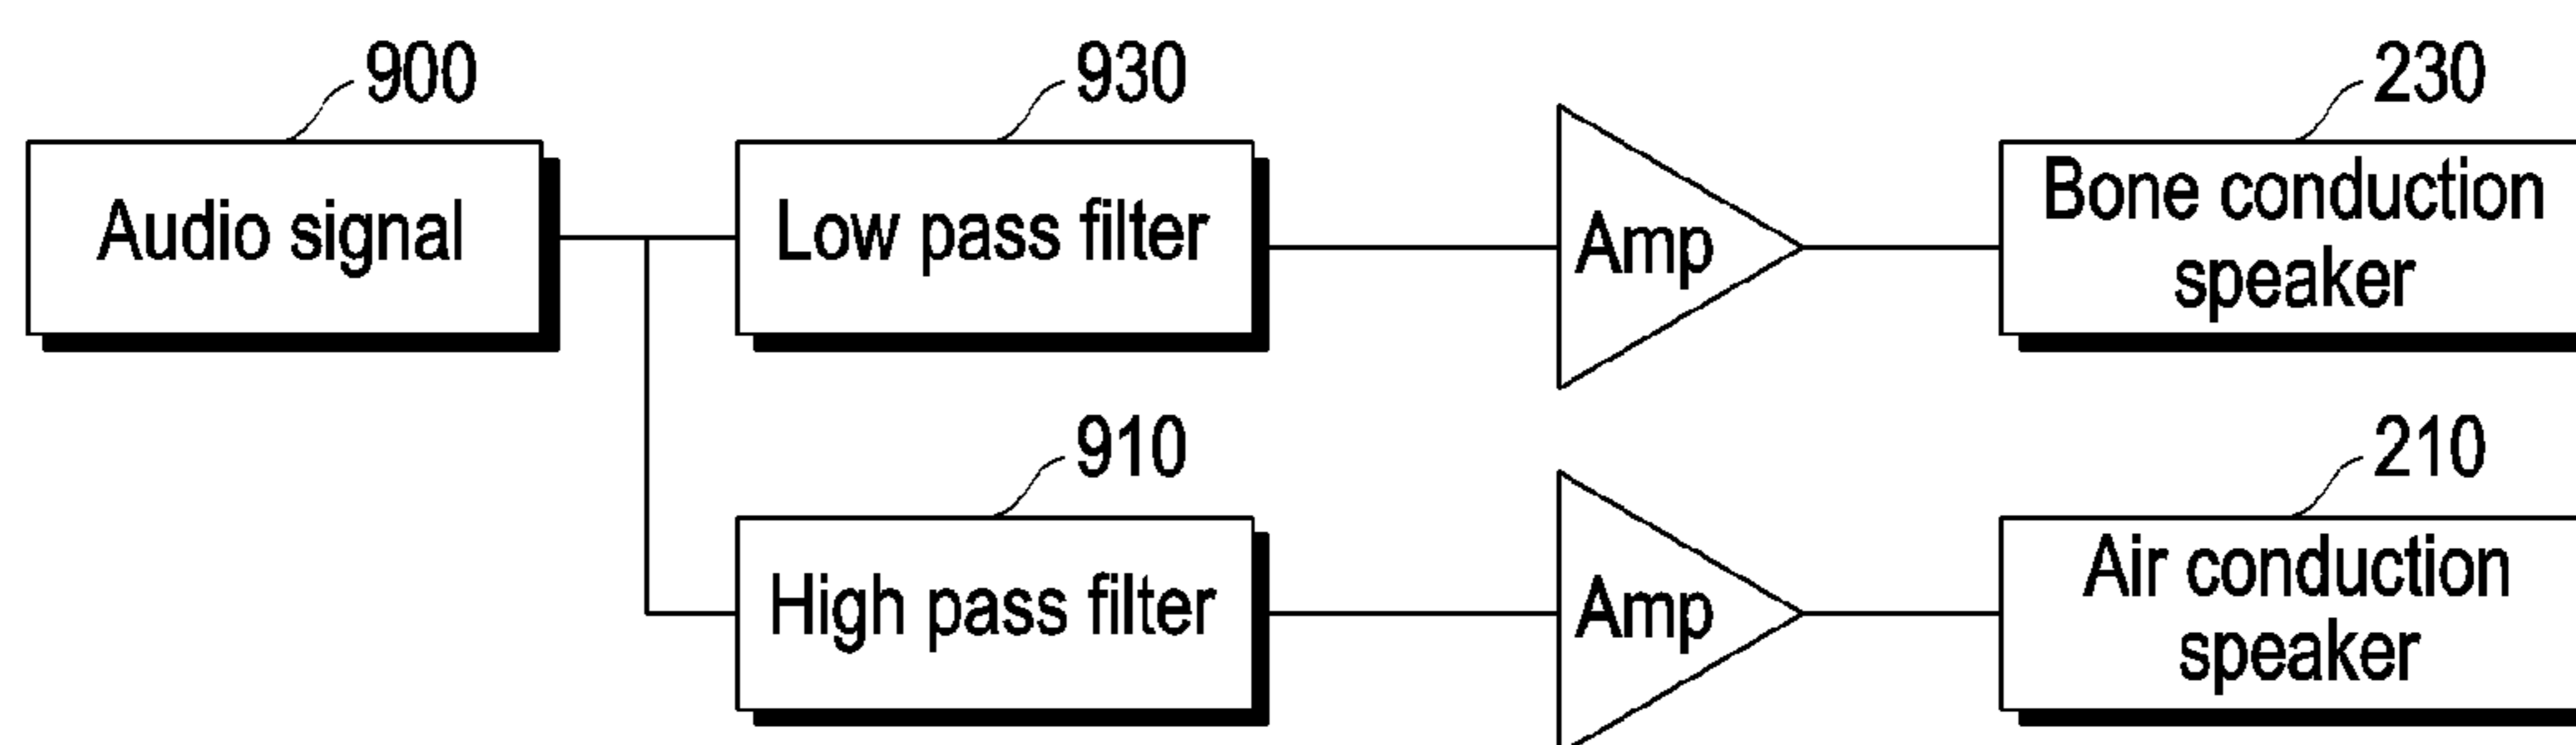 900
930
230
Audio signal
Low pass filter
Amp
Bone conduction
speaker
910
210
High pass filter
Amp
Air conduction
speaker